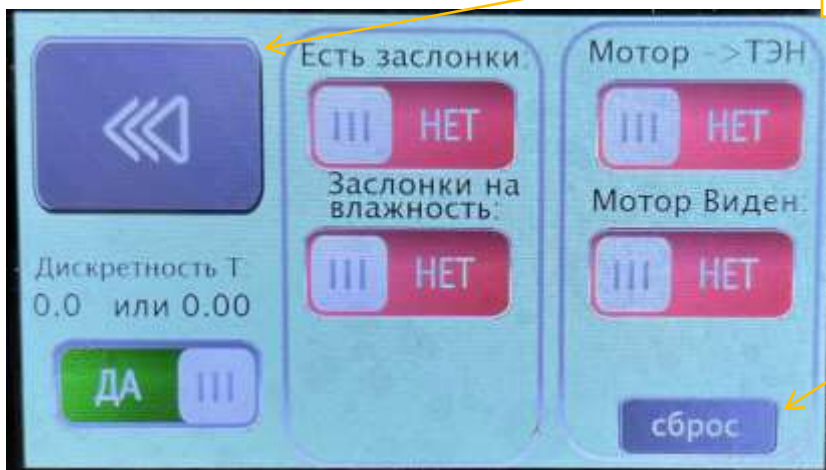 Есть заслонки:
НЕТ
Заслонки на
влажность:
НЕТ
Мотор ->ТЭН
НЕТ
Мотор Виден:
НЕТ
сброс
Дискретность Т:
0.0 или 0.00
ДА